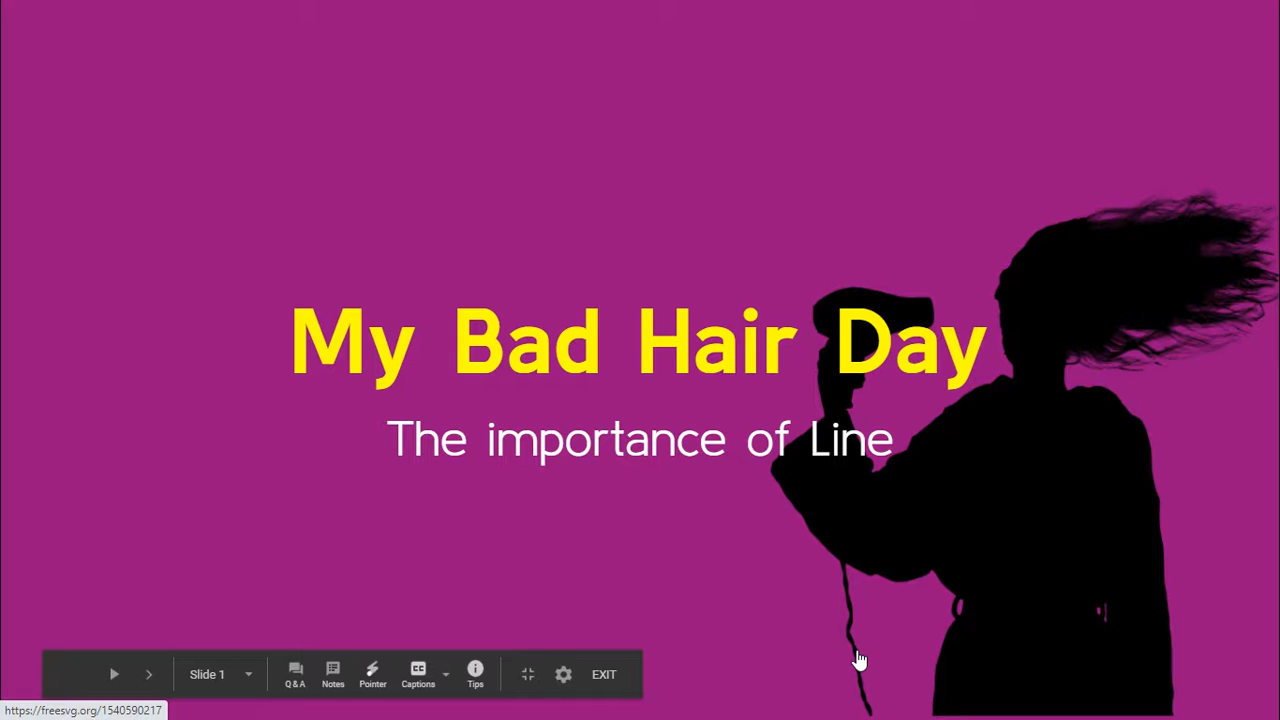 My Bad Hair Day
The importance of Line
Slide 1
Q & A
Notes
Pointer
CC
Captions
Tips
EXIT
https://freesvg.org/1540590217